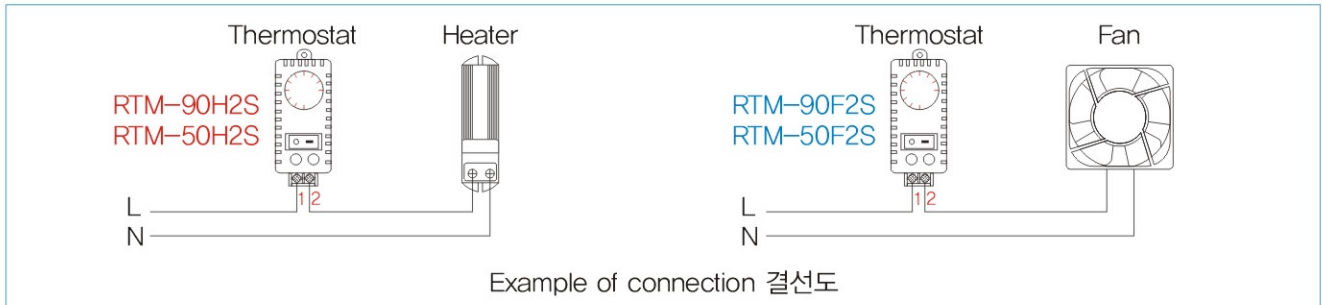 Thermostat Heater
RTM-90H2S
RTM-50H2S
1 2
L
N
Thermostat Fan
RTM-90F2S
RTM-50F2S
1 2
L
N
Example of connection 결선도